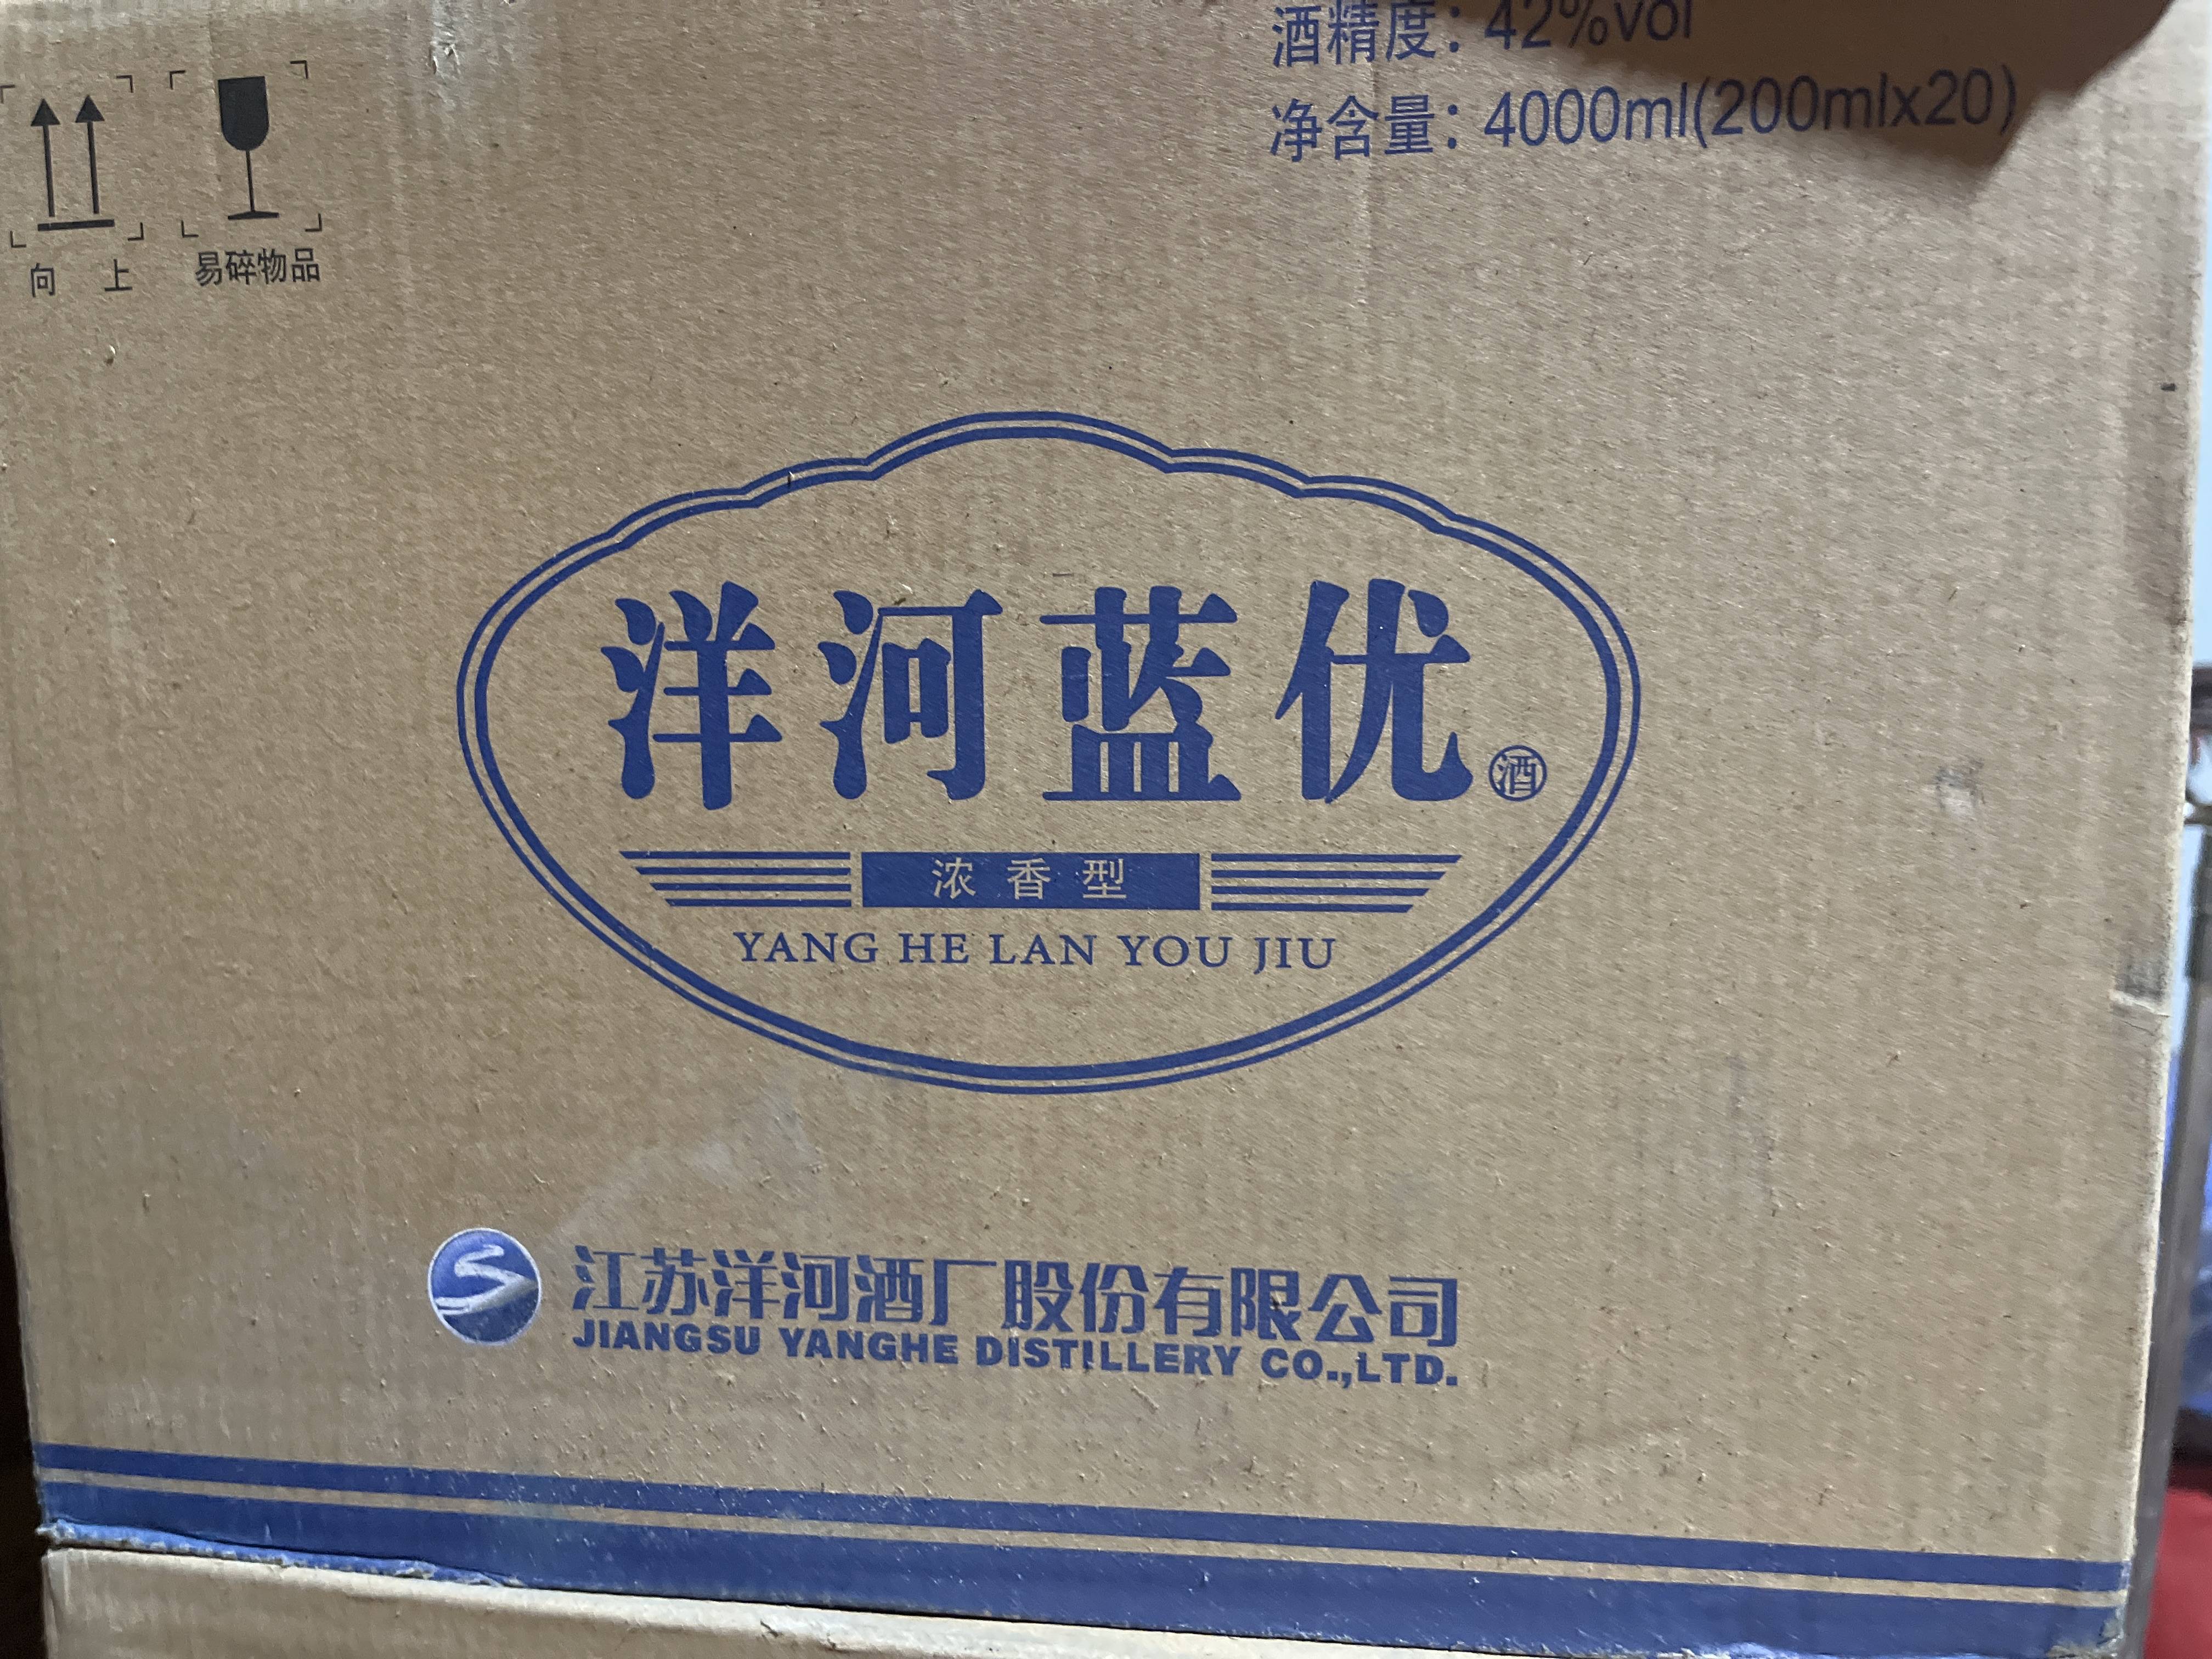 酒精度：42%vol
净含量：4000ml(200mlx20)
向 上
易碎物品
洋河蓝优
酒
浓香型
YANG HE LAN YOU JIU
江苏洋河酒厂股份有限公司
JIANGSU YANGHE DISTILLERY CO.,LTD.